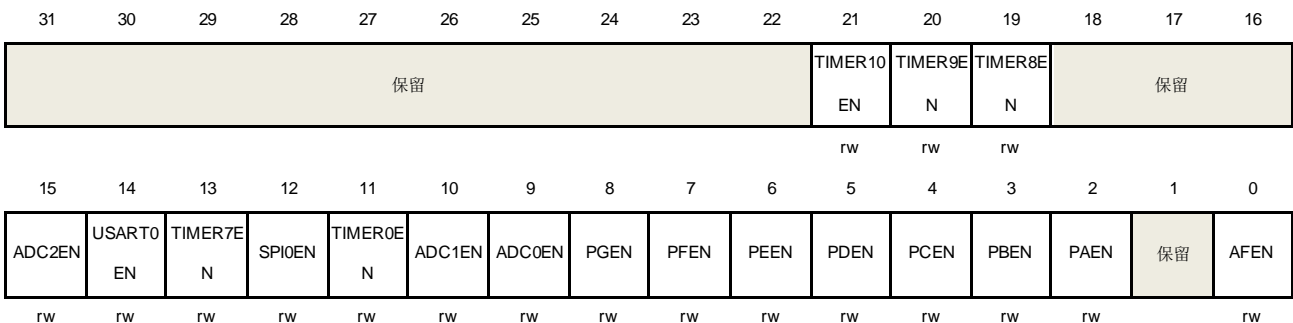 31 30 29 28 27 26 25 24 23 22 21 20 19 18 17 16
保留 TIMER10 EN TIMER9E N TIMER8E N 保留
rw rw rw
15 14 13 12 11 10 9 8 7 6 5 4 3 2 1 0
ADC2EN USART0 EN TIMER7E N SPI0EN TIMER0E N ADC1EN ADC0EN PGEN PFEN PEEN PDEN PCEN PBEN PAEN 保留 AFEN
rw rw rw rw rw rw rw rw rw rw rw rw rw rw rw